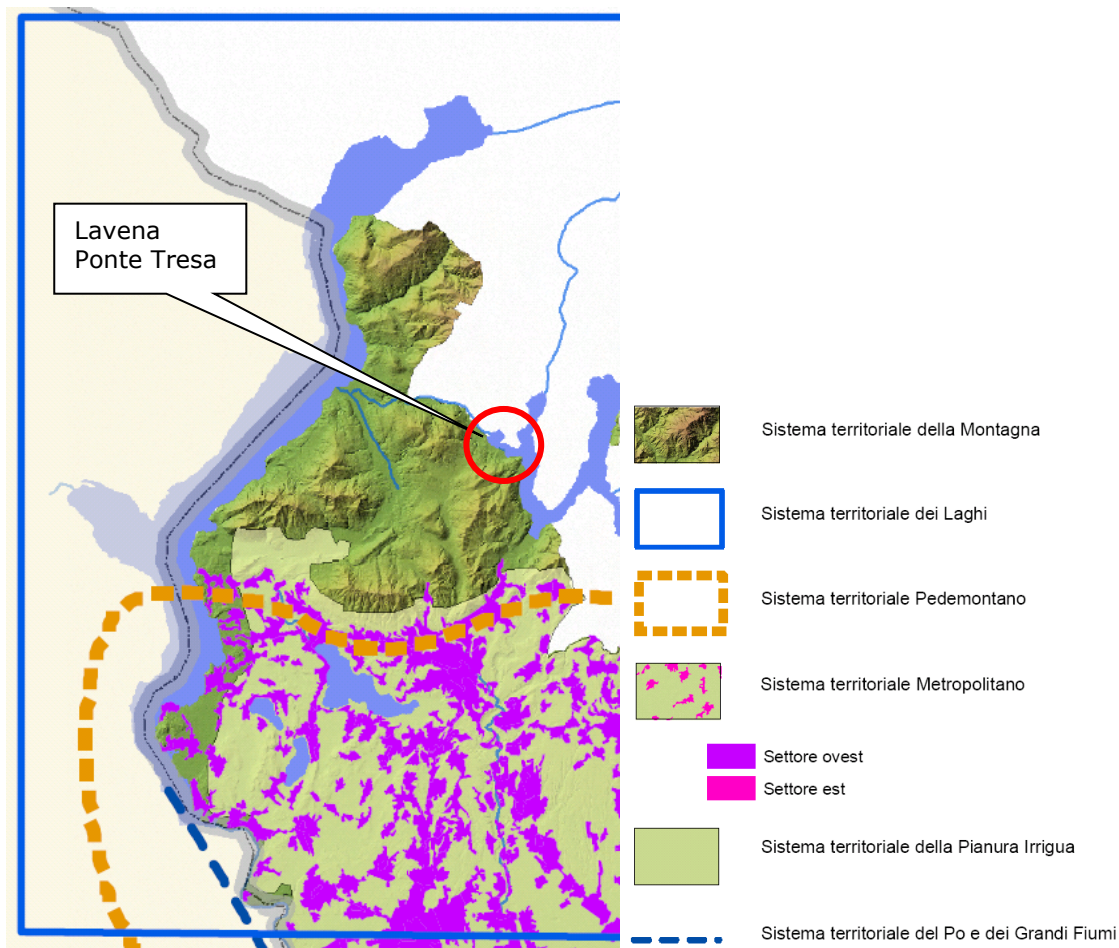 Lavena
Ponte Tresa
Sistema territoriale della Montagna
Sistema territoriale dei Laghi
Sistema territoriale Pedemontano
Sistema territoriale Metropolitano
Settore ovest
Settore est
Sistema territoriale della Pianura Irrigua
Sistema territoriale del Po e dei Grandi Fiumi